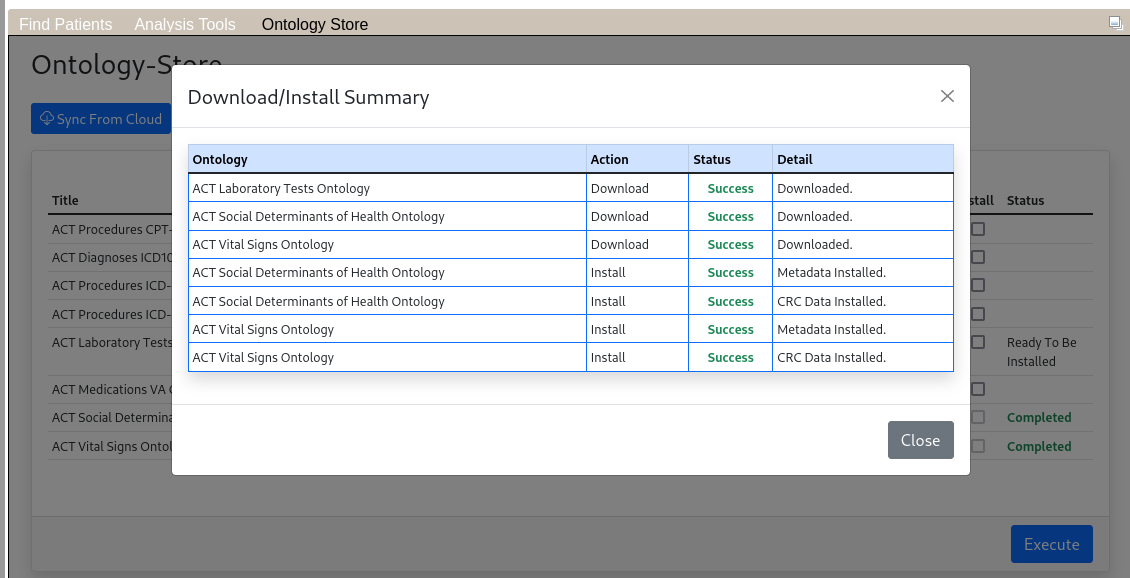 Find Patients Analysis Tools Ontology Store
Ontology-Store
Download/Install Summary
Sync From Cloud
Ontology Action Status Detail
ACT Laboratory Tests Ontology Download Success Downloaded.
ACT Social Determinants of Health Ontology Download Success Downloaded.
ACT Vital Signs Ontology Download Success Downloaded.
ACT Social Determinants of Health Ontology Install Success Metadata Installed.
ACT Social Determinants of Health Ontology Install Success CRC Data Installed.
ACT Vital Signs Ontology Install Success Metadata Installed.
ACT Vital Signs Ontology Install Success CRC Data Installed.
Close
Title stall Status
ACT Procedures CPT-
ACT Diagnoses ICD10
ACT Procedures ICD-
ACT Procedures ICD-
ACT Laboratory Tests Ready To Be
Installed
ACT Medications VA
ACT Social Determina Completed
ACT Vital Signs Ontol Completed
Execute